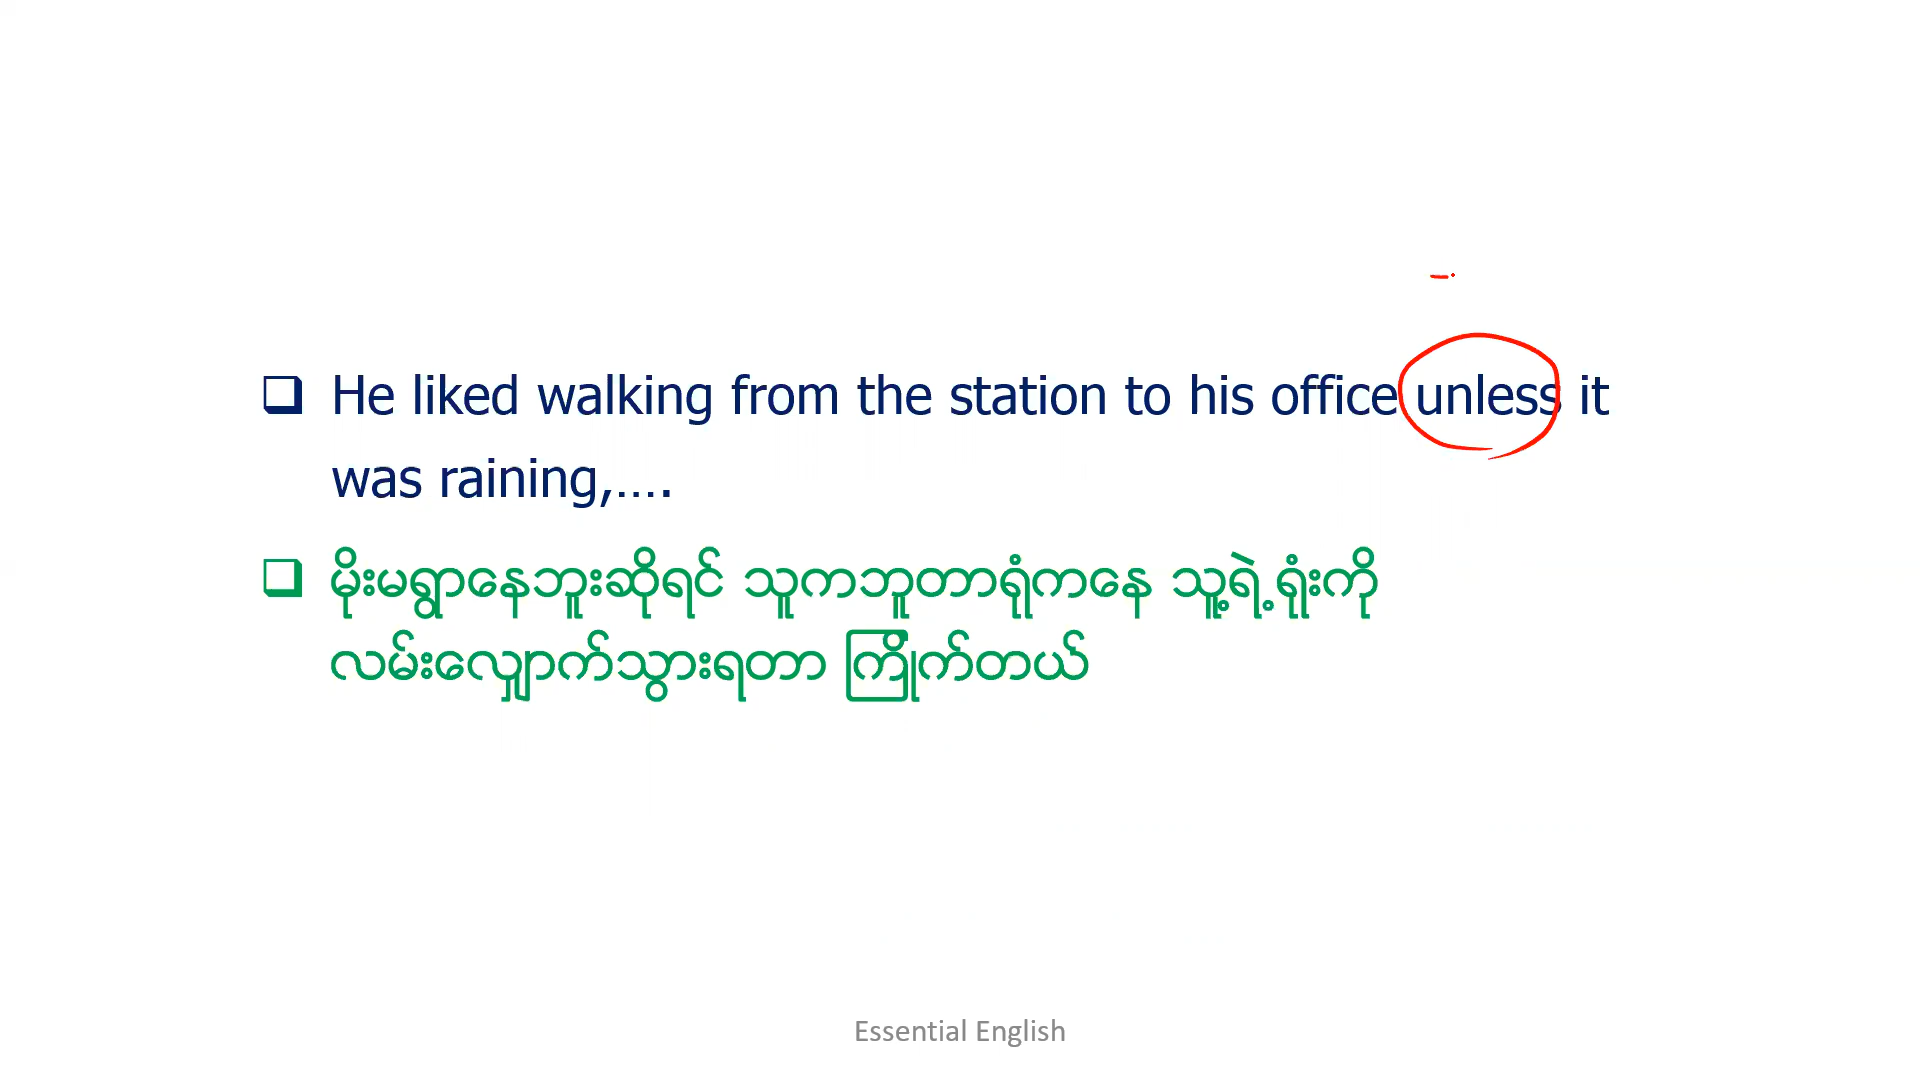 He liked walking from the station to his office unless it
was raining,....
မိုးမရွာနေဘူးဆိုရင် သူကဘူတာရုံကနေ သူ့ရဲ့ရုံးကို
လမ်းလျှောက်သွားရတာ ကြိုက်တယ်
Essential English